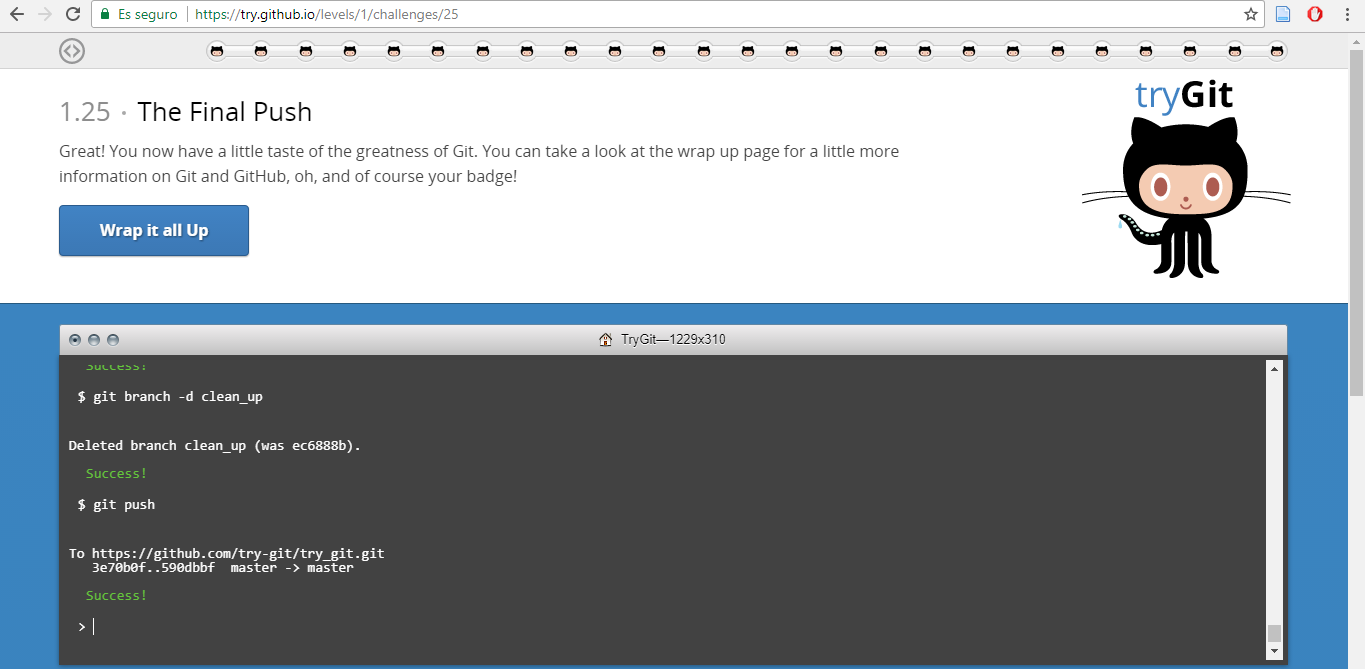 Es seguro https://try.github.io/levels/1/challenges/25
tryGit
1.25 · The Final Push
Great! You now have a little taste of the greatness of Git. You can take a look at the wrap up page for a little more
information on Git and GitHub, oh, and of course your badge!
Wrap it all Up
TryGit—1229x310
Success!
$ git branch -d clean_up
Deleted branch clean_up (was ec6888b).
Success!
$ git push
To https://github.com/try-git/try_git.git
3e70b0f..590dbbf  master -> master
Success!
>